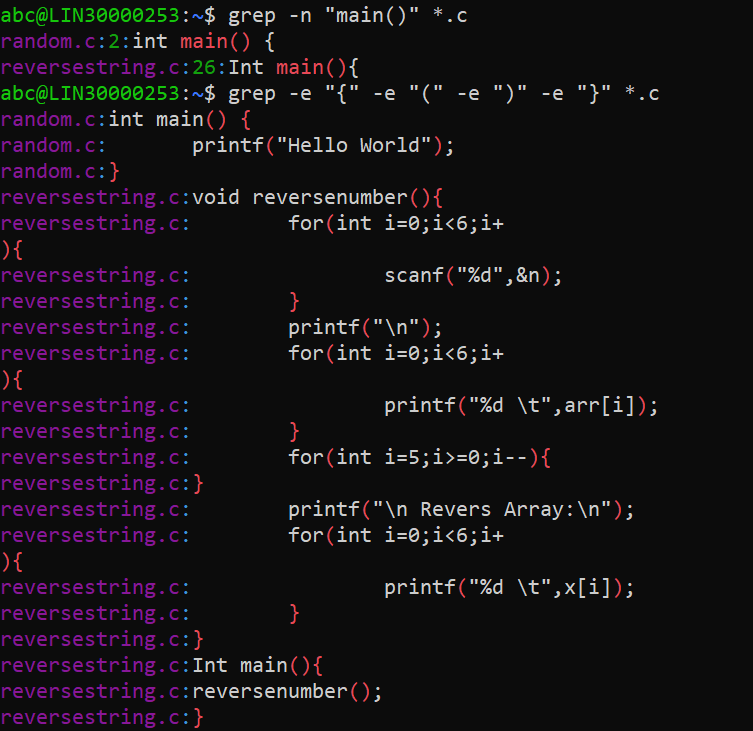 abc@LIN30000253:~$ grep -n "main()" *.c
random.c:2:int main() {
reversestring.c:26:Int main(){
abc@LIN30000253:~$ grep -e "{" -e "(" -e ")" -e "}" *.c
random.c:int main() {
random.c:       printf("Hello World");
random.c:}
reversestring.c:void reversenumber(){
reversestring.c:        for(int i=0;i<6;i+
){
reversestring.c:                scanf("%d",&n);
reversestring.c:        }
reversestring.c:        printf("\n");
reversestring.c:        for(int i=0;i<6;i+
){
reversestring.c:                printf("%d \t",arr[i]);
reversestring.c:        }
reversestring.c:        for(int i=5;i>=0;i--){
reversestring.c:}
reversestring.c:        printf("\n Revers Array:\n");
reversestring.c:        for(int i=0;i<6;i+
){
reversestring.c:                printf("%d \t",x[i]);
reversestring.c:        }
reversestring.c:}
reversestring.c:Int main(){
reversestring.c:reversenumber();
reversestring.c:}